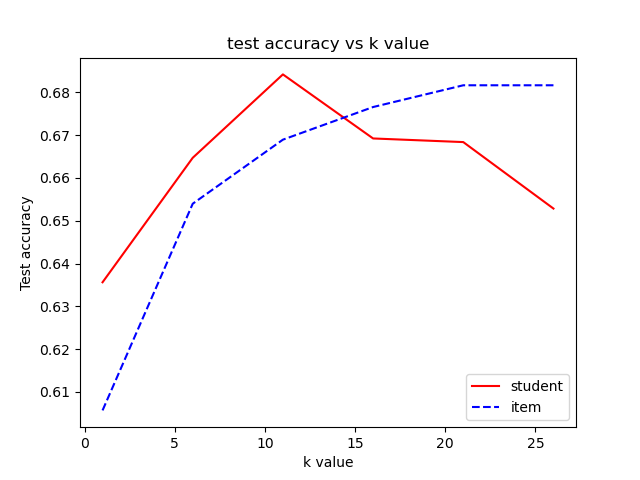 test accuracy vs k value
0.68
0.67
0.66
0.65
0.64
0.63
0.62
0.61
Test accuracy
0 5 10 15 20 25
k value
student
item